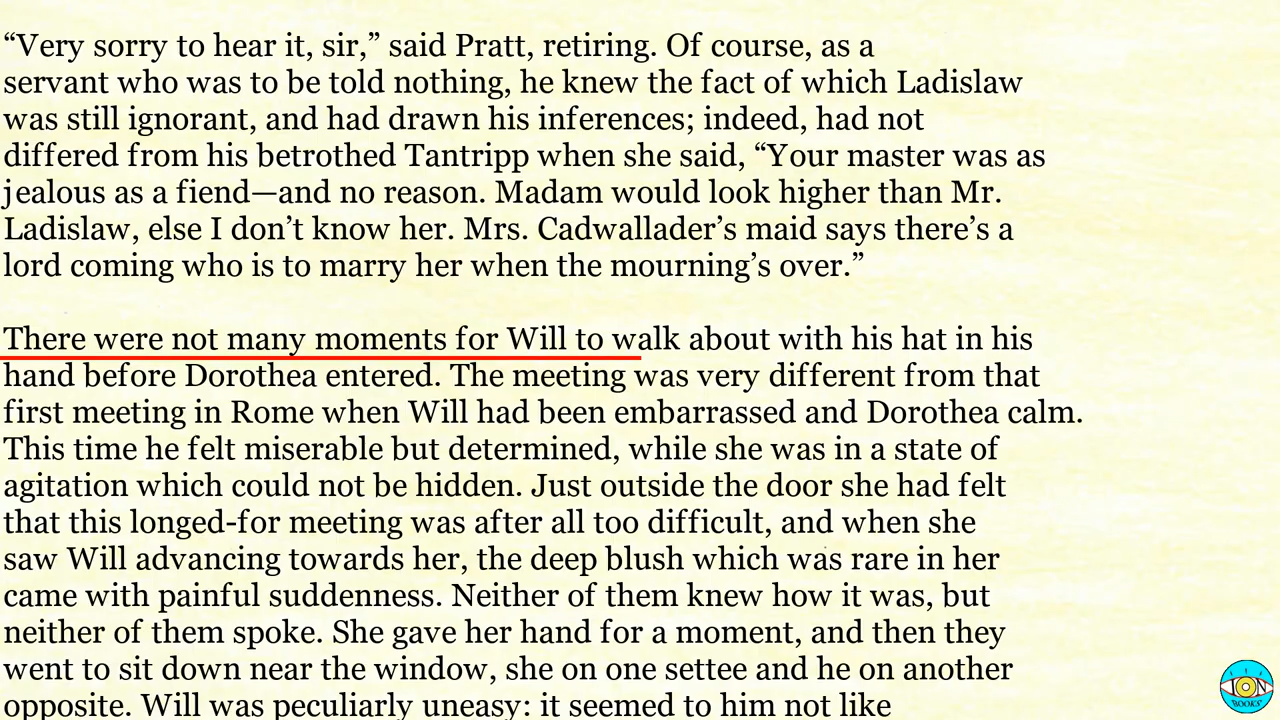 “Very sorry to hear it, sir,” said Pratt, retiring. Of course, as a
servant who was to be told nothing, he knew the fact of which Ladislaw
was still ignorant, and had drawn his inferences; indeed, had not
differed from his betrothed Tantripp when she said, “Your master was as
jealous as a fiend—and no reason. Madam would look higher than Mr.
Ladislaw, else I don’t know her. Mrs. Cadwallader’s maid says there’s a
lord coming who is to marry her when the mourning’s over.”
There were not many moments for Will to walk about with his hat in his
hand before Dorothea entered. The meeting was very different from that
first meeting in Rome when Will had been embarrassed and Dorothea calm.
This time he felt miserable but determined, while she was in a state of
agitation which could not be hidden. Just outside the door she had felt
that this longed-for meeting was after all too difficult, and when she
saw Will advancing towards her, the deep blush which was rare in her
came with painful suddenness. Neither of them knew how it was, but
neither of them spoke. She gave her hand for a moment, and then they
went to sit down near the window, she on one settee and he on another
opposite. Will was peculiarly uneasy: it seemed to him not like
ION
BOOKS